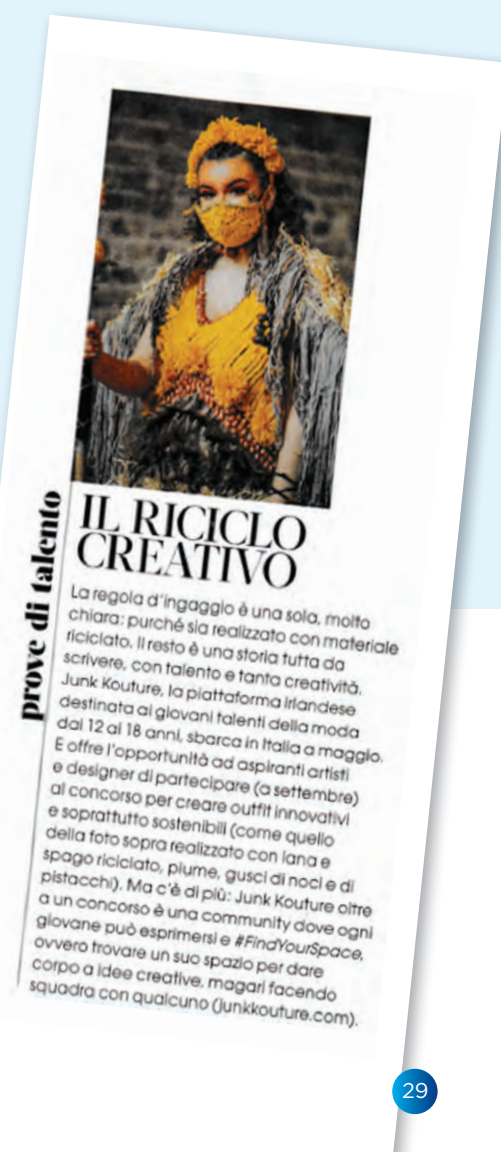 IL RICICLO
CREATIVO
prove di talento
La regola d'ingaggio è una sola, molto
chiara: purché sia realizzato con materiale
riciclato. Il resto è una storia tutta da
scrivere, con talento e tanta creatività.
Junk Kouture, la piattaforma irlandese
destinata ai giovani talenti della moda
dai 12 ai 18 anni, sbarca in Italia a maggio.
E offre l'opportunità ad aspiranti artisti
e designer di partecipare (a settembre)
al concorso per creare outfit innovativi
e soprattutto sostenibili (come quello
della foto sopra realizzato con lana e
spago riciclato, piume, gusci di noci e di
pistacchi). Ma c'è di più: Junk Kouture oltre
a un concorso è una community dove ogni
giovane può esprimersi e #FindYourSpace,
ovvero trovare un suo spazio per dare
corpo a idee creative, magari facendo
squadra con qualcuno (junkkouture.com).
29